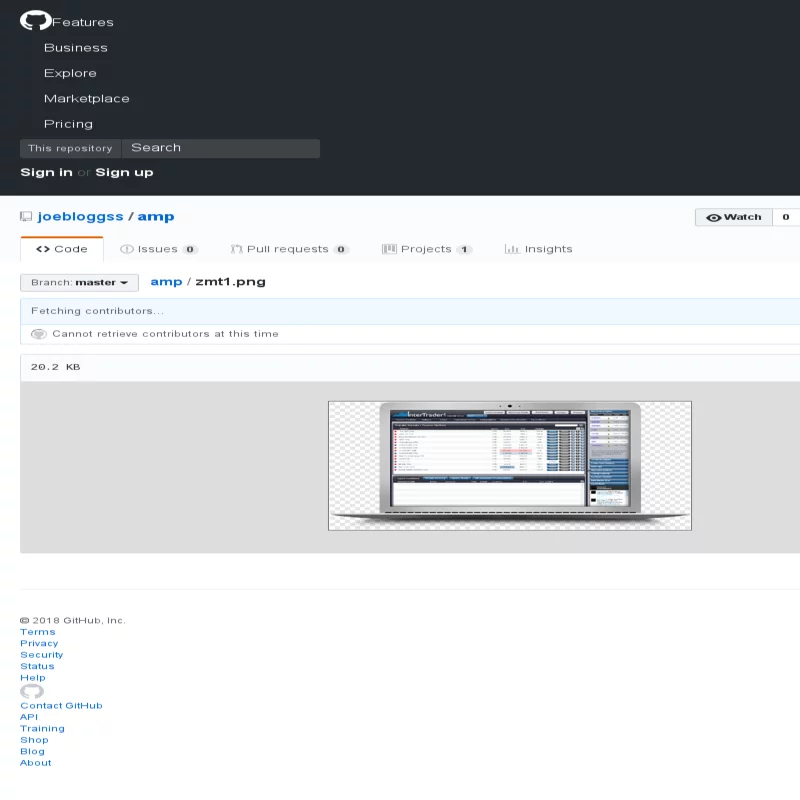 Features
Business
Explore
Marketplace
Pricing
This repository Search
Sign in or Sign up
joebloggss / amp
Watch 0
Code Issues 0 Pull requests 0 Projects 1 Insights
Branch: master amp / zmt1.png
Fetching contributors…
Cannot retrieve contributors at this time
20.2 KB
InterTrader
© 2018 GitHub, Inc.
Terms
Privacy
Security
Status
Help
Contact GitHub
API
Training
Shop
Blog
About